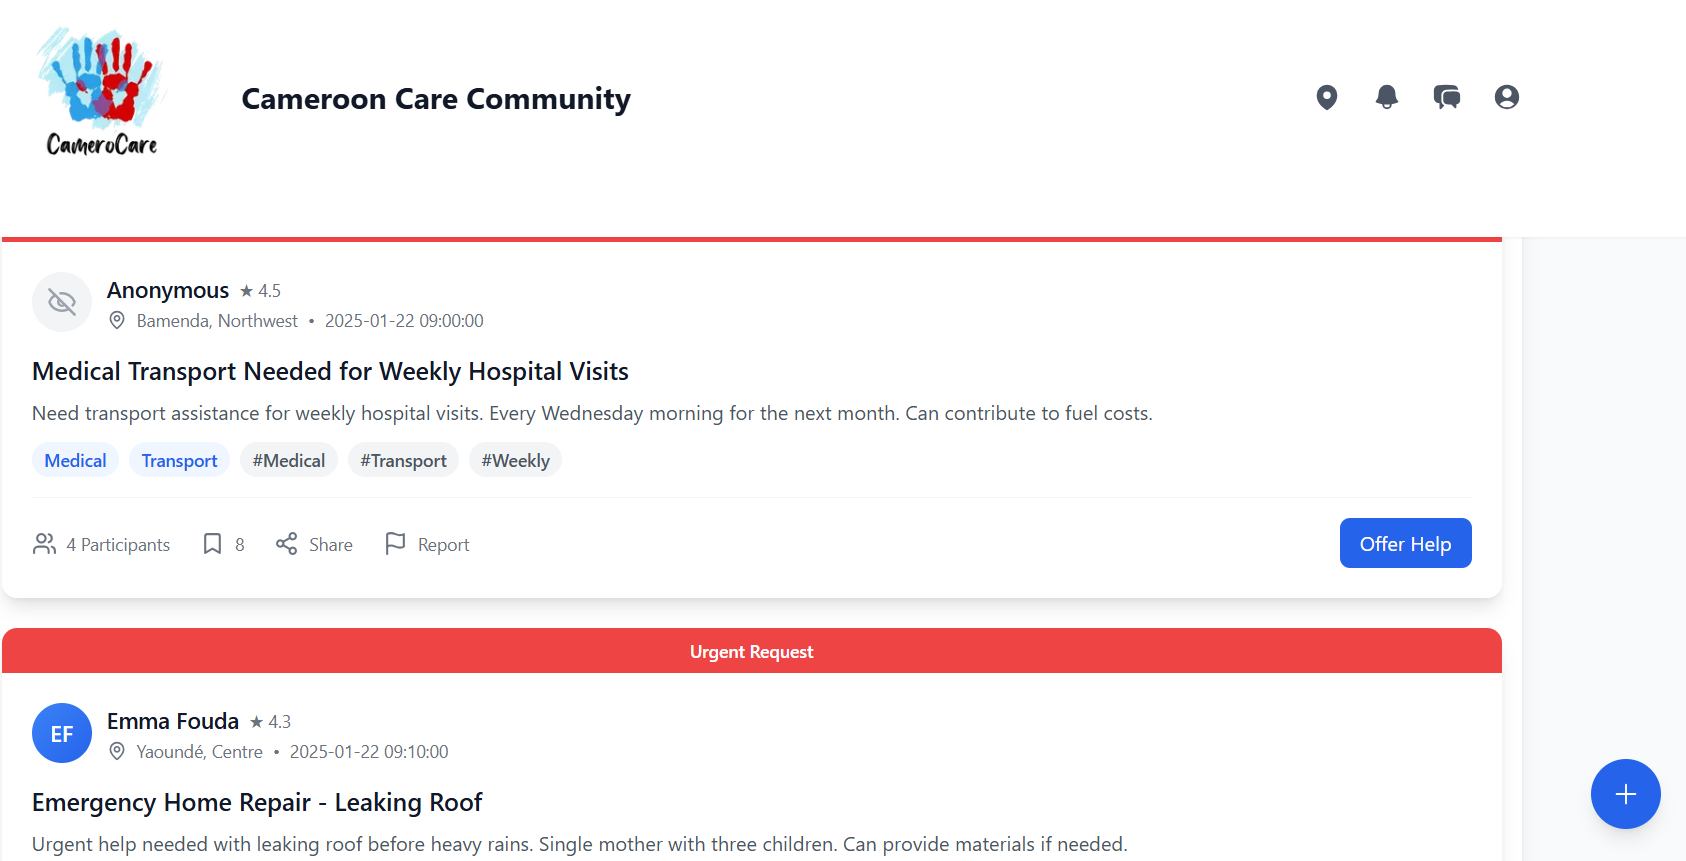 CameroCare
Cameroon Care Community
Anonymous ★ 4.5
Bamenda, Northwest • 2025-01-22 09:00:00
Medical Transport Needed for Weekly Hospital Visits
Need transport assistance for weekly hospital visits. Every Wednesday morning for the next month. Can contribute to fuel costs.
Medical Transport #Medical #Transport #Weekly
4 Participants 8 Share Report Offer Help
Urgent Request
EF
Emma Fouda ★ 4.3
Yaoundé, Centre • 2025-01-22 09:10:00
Emergency Home Repair - Leaking Roof
Urgent help needed with leaking roof before heavy rains. Single mother with three children. Can provide materials if needed.